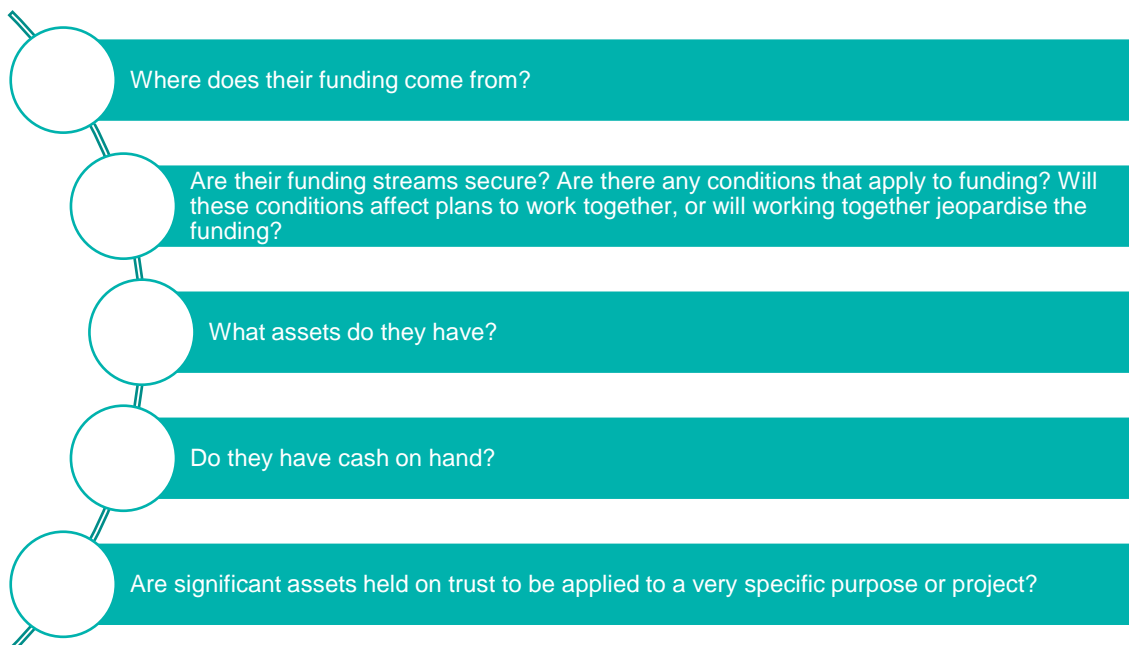 Where does their funding come from?
Are their funding streams secure? Are there any conditions that apply to funding? Will
these conditions affect plans to work together, or will working together jeopardise the
funding?
What assets do they have?
Do they have cash on hand?
Are significant assets held on trust to be applied to a very specific purpose or project?